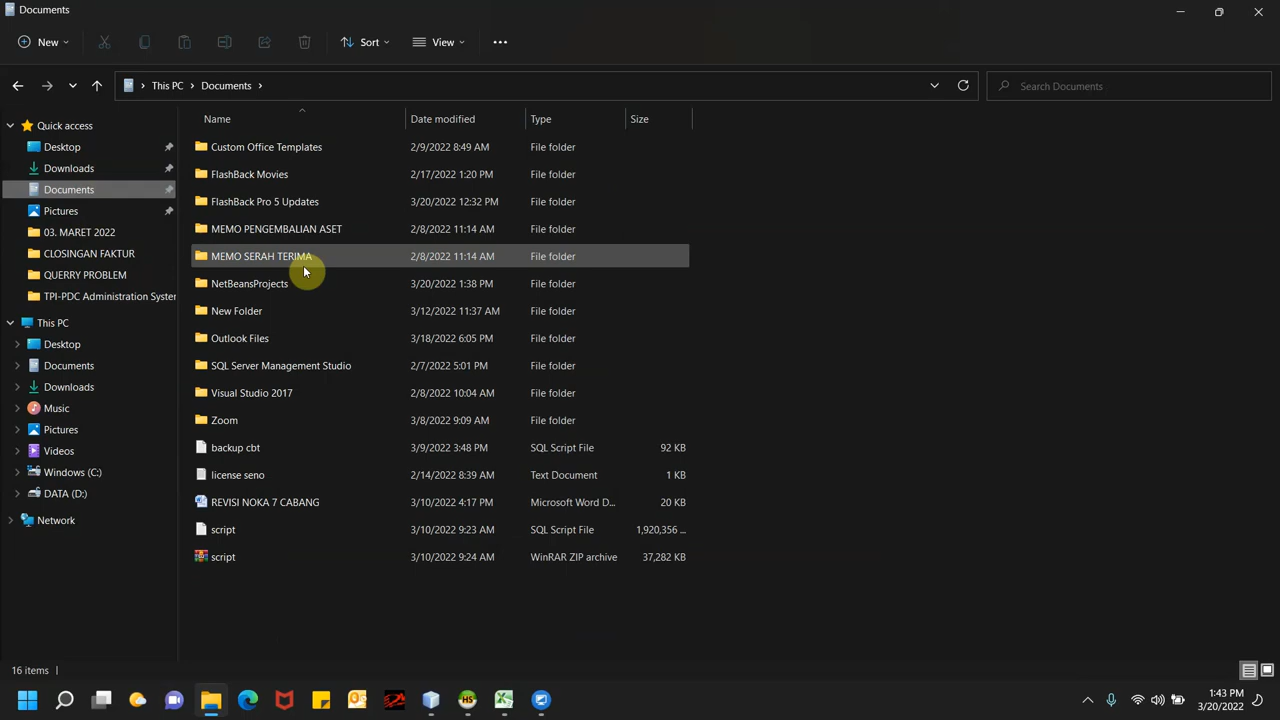 Documents
New Sort View
This PC Documents Search Documents
Name Date modified Type Size
Quick access
Desktop
Downloads
Documents
Pictures
03. MARET 2022
CLOSINGAN FAKTUR
QUERRY PROBLEM
TPI-PDC Administration System
This PC
Desktop
Documents
Downloads
Music
Pictures
Videos
Windows (C:)
DATA (D:)
Network
Custom Office Templates 2/9/2022 8:49 AM File folder
FlashBack Movies 2/17/2022 1:20 PM File folder
FlashBack Pro 5 Updates 3/20/2022 12:32 PM File folder
MEMO PENGEMBALIAN ASET 2/8/2022 11:14 AM File folder
MEMO SERAH TERIMA 2/8/2022 11:14 AM File folder
NetBeansProjects 3/20/2022 1:38 PM File folder
New Folder 3/12/2022 11:37 AM File folder
Outlook Files 3/18/2022 6:05 PM File folder
SQL Server Management Studio 2/7/2022 5:01 PM File folder
Visual Studio 2017 2/8/2022 10:04 AM File folder
Zoom 3/8/2022 9:09 AM File folder
backup cbt 3/9/2022 3:48 PM SQL Script File 92 KB
license seno 2/14/2022 8:39 AM Text Document 1 KB
REVISI NOKA 7 CABANG 3/10/2022 4:17 PM Microsoft Word D... 20 KB
script 3/10/2022 9:23 AM SQL Script File 1,920,356 ...
script 3/10/2022 9:24 AM WinRAR ZIP archive 37,282 KB
16 items
HS
1:43 PM
3/20/2022